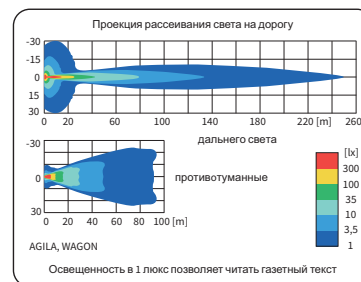 Проекция рассеивания света на дорогу
-30
15
0
15
30
0 20 60 100 140 180 220 [m] 260
дальнего света
-30
0
30
0 20 40 60 80 100 [m]
противотуманные
[lx]
300
100
35
10
3,5
1
AGILA, WAGON
Освещенность в 1 люкс позволяет читать газетный текст